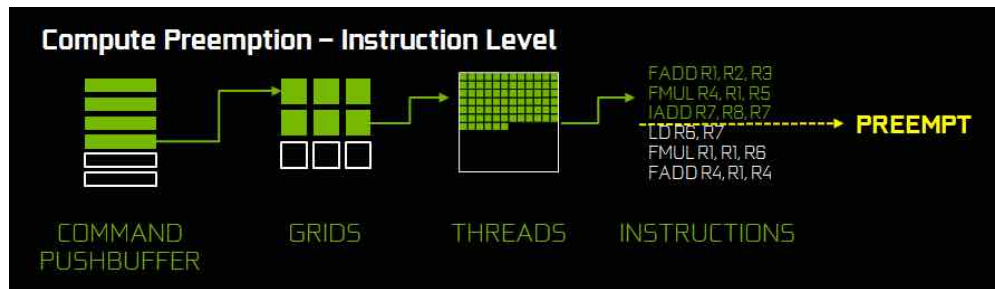 Compute Preemption – Instruction Level
FADD R1, R2, R3
FMUL R4, R1, R5
IADD R7, R8, R7
PREEMPT
LD R6, R7
FMUL R1, R1, R6
FADD R4, R1, R4
COMMAND
PUSHBUFFER
GRIDS
THREADS
INSTRUCTIONS